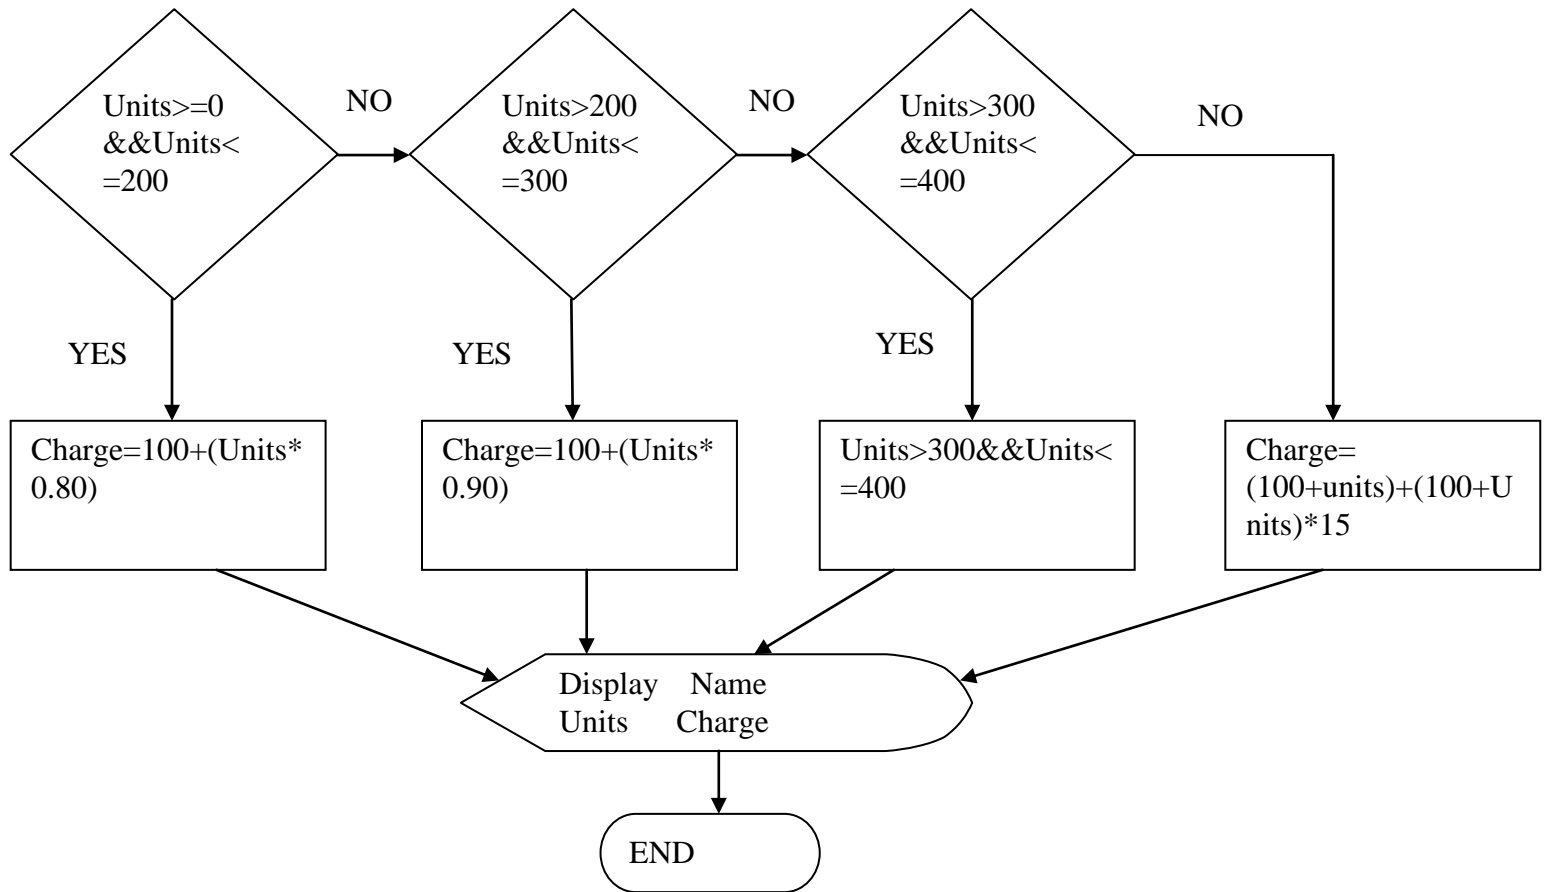 Units>=0
&&Units<
=200
NO
Units>200
&&Units<
=300
NO
Units>300
&&Units<
=400
NO
YES
YES
YES
Charge=100+(Units*
0.80)
Charge=100+(Units*
0.90)
Units>300&&Units<
=400
Charge=
(100+units)+(100+U
nits)*15
Display Name
Units Charge
END